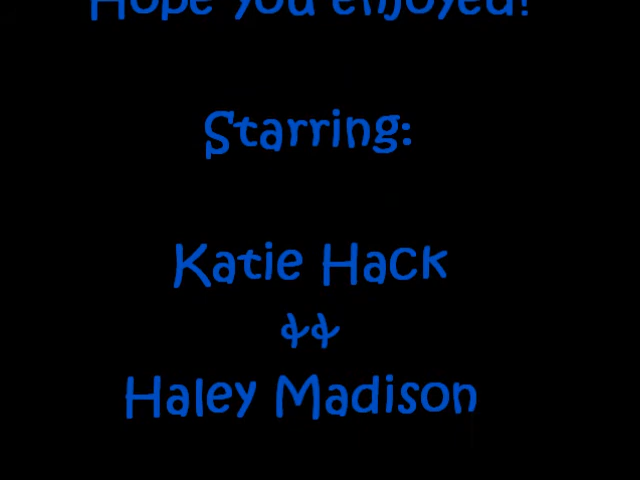 Hope you enjoyed!
Starring:
Katie Hack
&&
Haley Madison